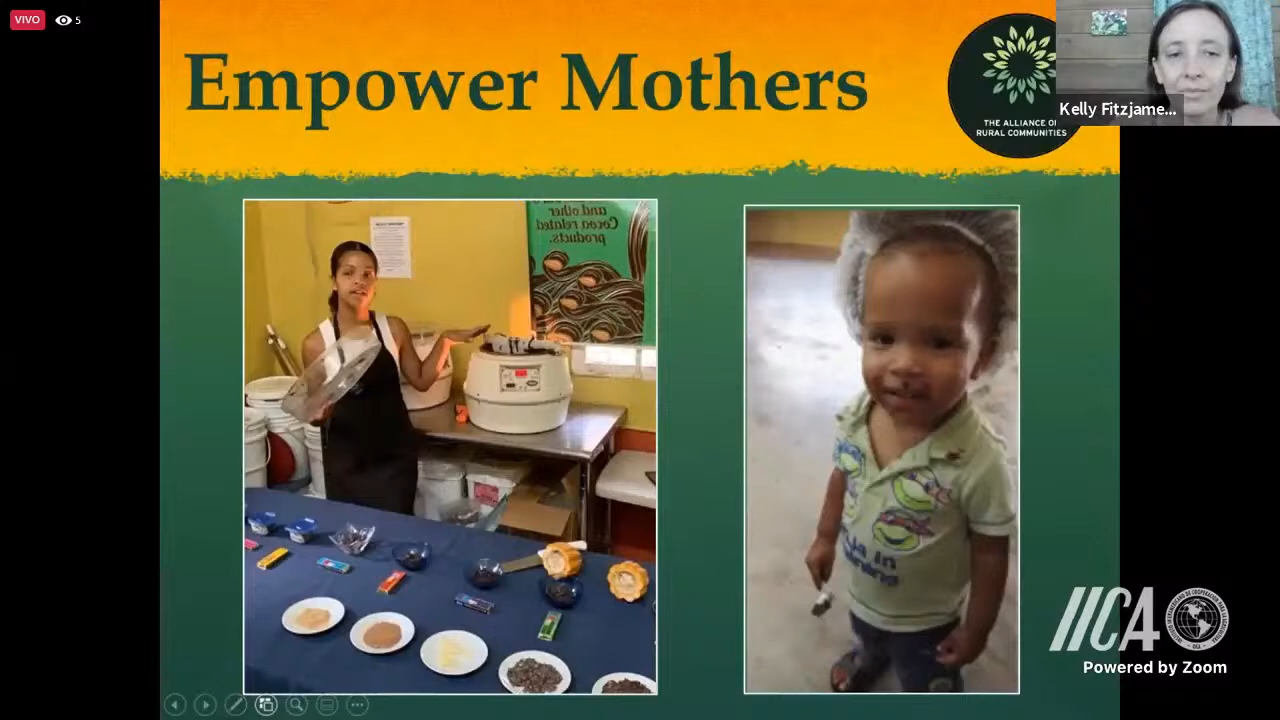 VIVO
5
Empower Mothers
THE ALLIANCE OF
RURAL COMMUNITIES
Kelly Fitzjame...
and other
Cocoa related
products.
IICA
Powered by Zoom